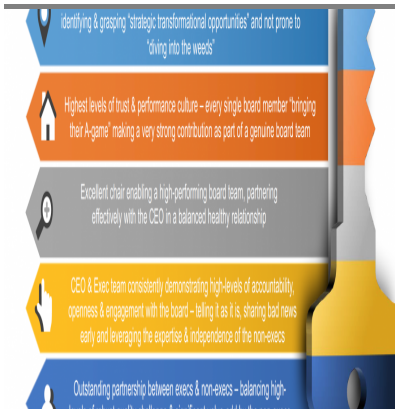 identifying & grasping "strategic transformational opportunities" and not prone to
"diving into the weeds"
Highest levels of trust & performance culture – every single board member "bringing
their A-game" making a very strong contribution as part of a genuine board team
Excellent chair enabling a high-performing board team, partnering
effectively with the CEO in a balanced healthy relationship
CEO & Exec team consistently demonstrating high-levels of accountability,
openness & engagement with the board – telling it as it is, sharing bad news
early and leveraging the expertise & independence of the non-execs
Outstanding partnership between execs & non-execs – balancing high-